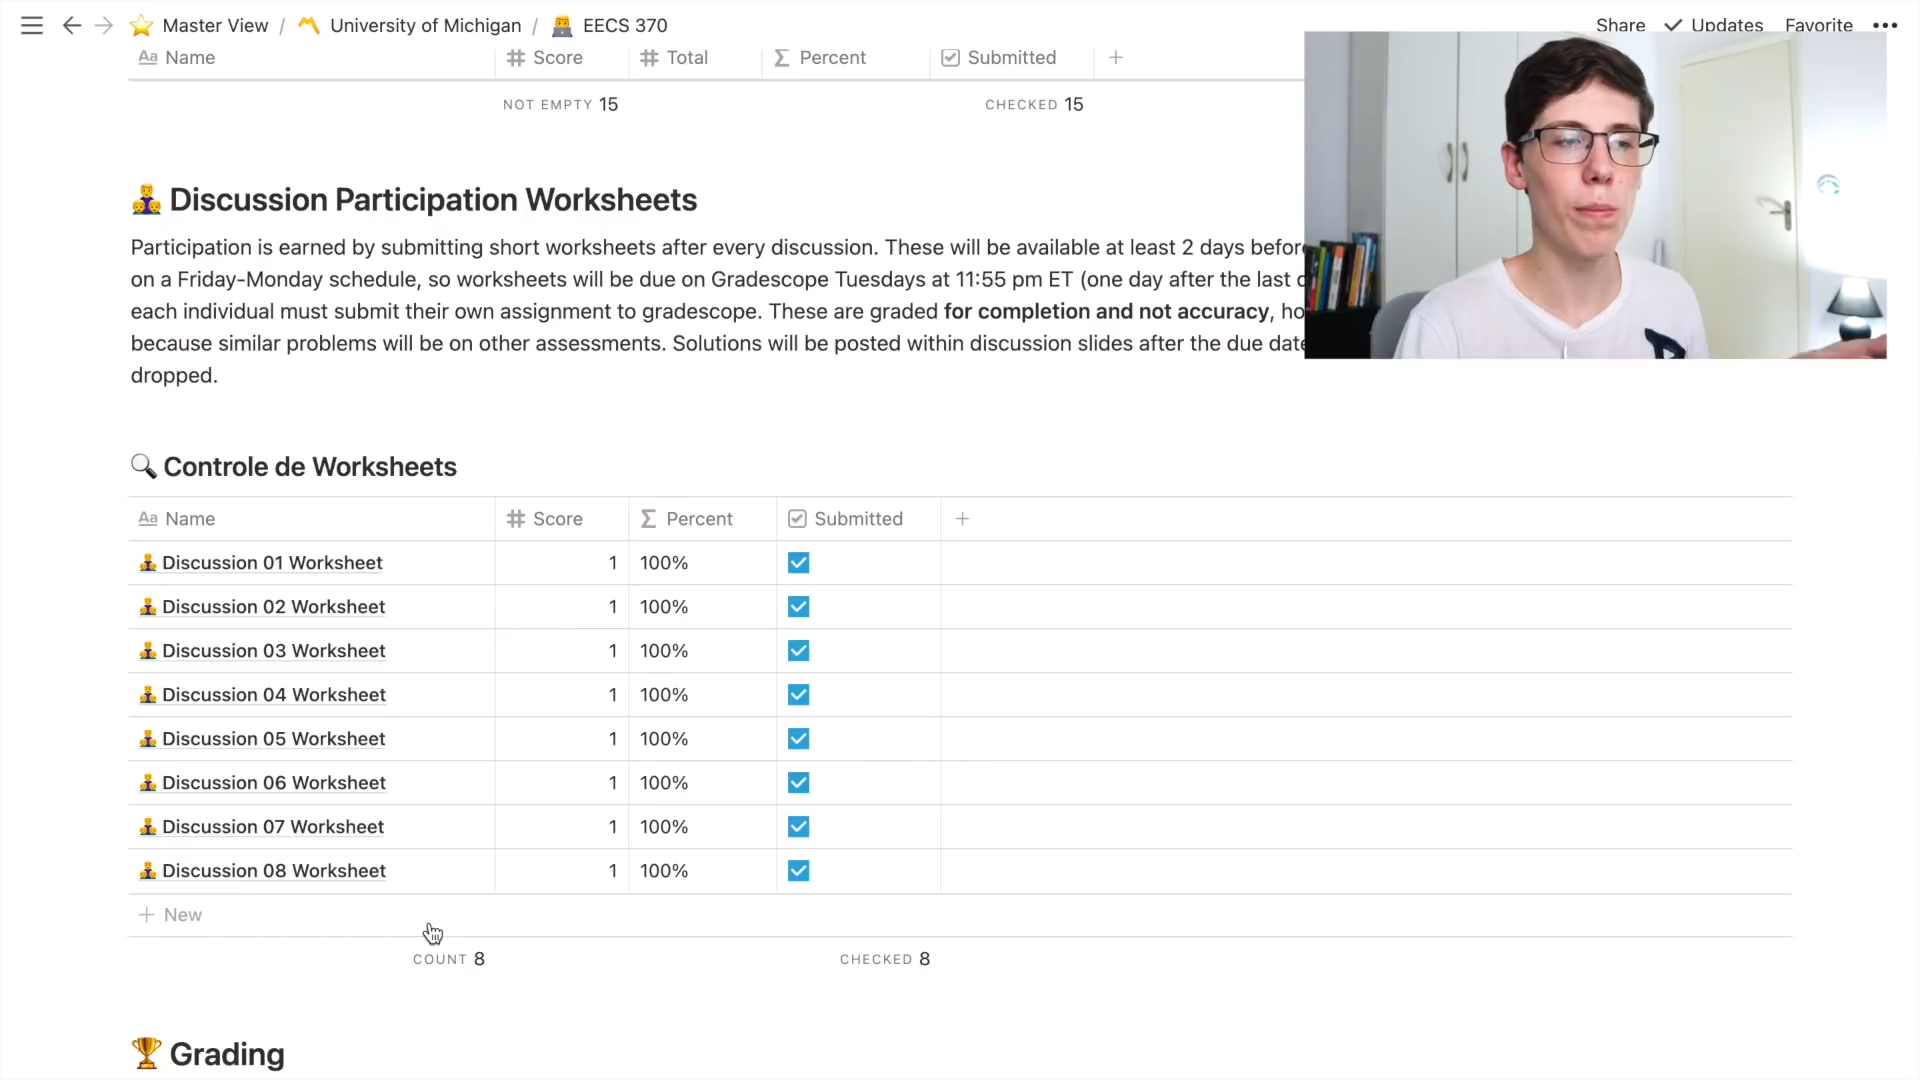 Master View / University of Michigan / EECS 370 Share Updates Favorite
Aa Name # Score # Total Σ Percent Submitted +
NOT EMPTY 15 CHECKED 15
Discussion Participation Worksheets
Participation is earned by submitting short worksheets after every discussion. These will be available at least 2 days before
on a Friday-Monday schedule, so worksheets will be due on Gradescope Tuesdays at 11:55 pm ET (one day after the last
each individual must submit their own assignment to gradescope. These are graded for completion and not accuracy,
because similar problems will be on other assessments. Solutions will be posted within discussion slides after the due date
dropped.
Controle de Worksheets
Aa Name # Score Σ Percent Submitted +
Discussion 01 Worksheet 1 100%
Discussion 02 Worksheet 1 100%
Discussion 03 Worksheet 1 100%
Discussion 04 Worksheet 1 100%
Discussion 05 Worksheet 1 100%
Discussion 06 Worksheet 1 100%
Discussion 07 Worksheet 1 100%
Discussion 08 Worksheet 1 100%
+ New
COUNT 8 CHECKED 8
Grading